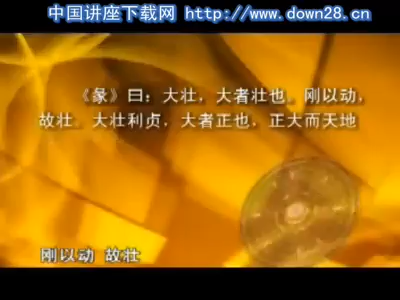 中国讲座下载网 http://www.down28.cn
《彖》曰：大壮，大者壮也。刚以动，
故壮。大壮利贞，大者正也，正大而天地
刚以动 故壮